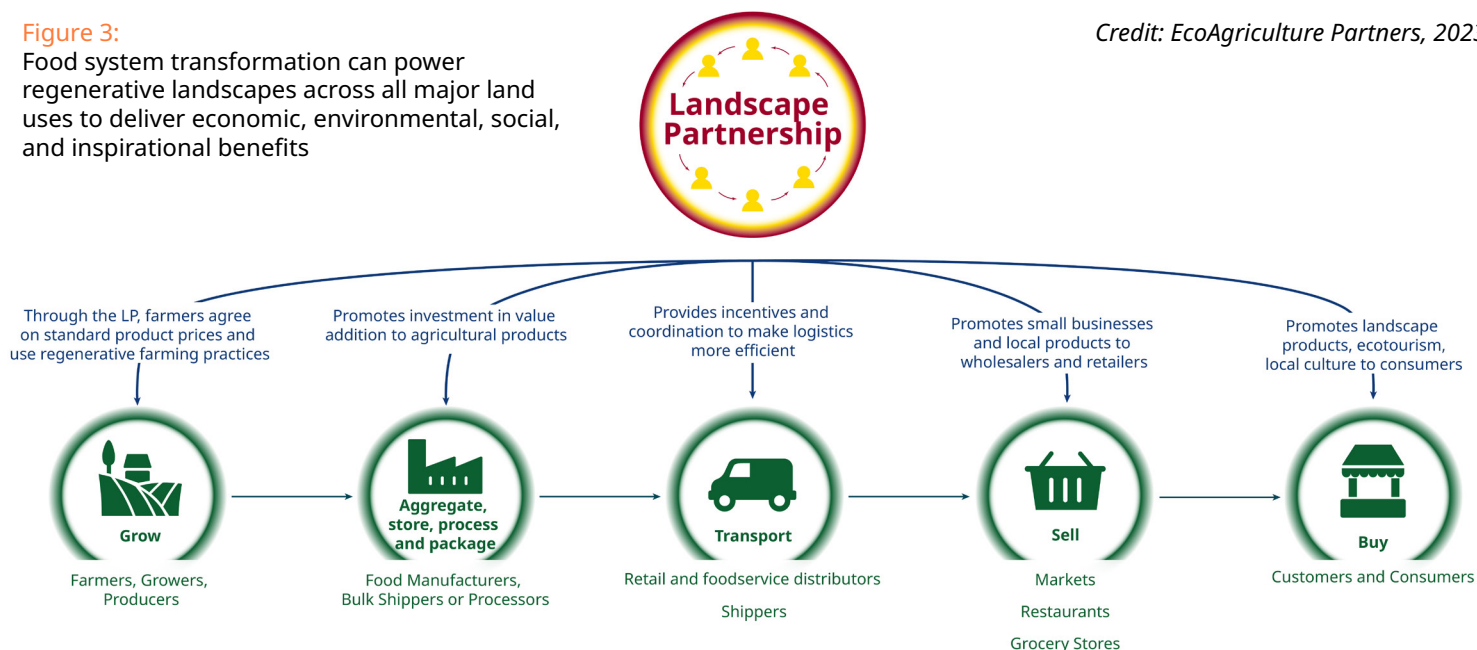 Figure 3:
Food system transformation can power
regenerative landscapes across all major land
uses to deliver economic, environmental, social,
and inspirational benefits
Credit: EcoAgriculture Partners, 2023
Landscape
Partnership
Through the LP, farmers agree
on standard product prices and
use regenerative farming practices
Promotes investment in value
addition to agricultural products
Provides incentives and
coordination to make logistics
more efficient
Promotes small businesses
and local products to
wholesalers and retailers
Promotes landscape
products, ecotourism,
local culture to consumers
Grow
Aggregate,
store, process
and package
Transport
Sell
Buy
Farmers, Growers,
Producers
Food Manufacturers,
Bulk Shippers or Processors
Retail and foodservice distributors
Shippers
Markets
Restaurants
Grocery Stores
Customers and Consumers